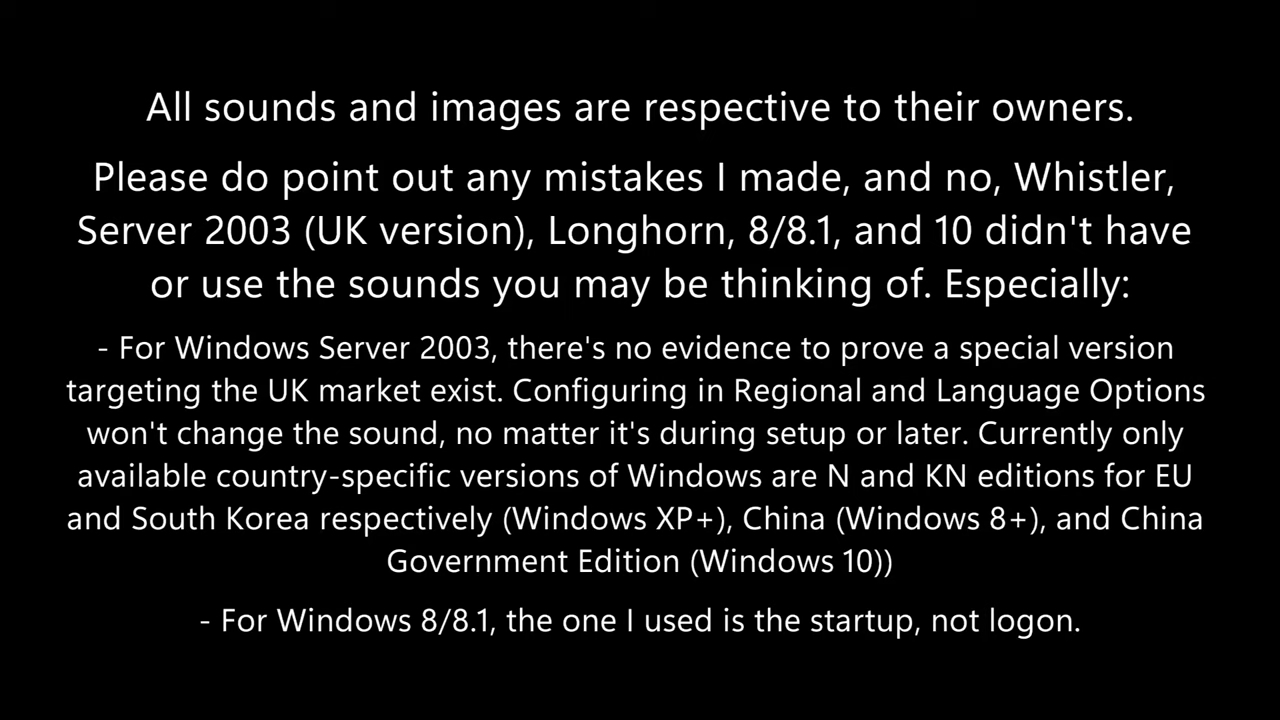 All sounds and images are respective to their owners.
Please do point out any mistakes I made, and no, Whistler,
Server 2003 (UK version), Longhorn, 8/8.1, and 10 didn't have
or use the sounds you may be thinking of. Especially:
- For Windows Server 2003, there's no evidence to prove a special version
targeting the UK market exist. Configuring in Regional and Language Options
won't change the sound, no matter it's during setup or later. Currently only
available country-specific versions of Windows are N and KN editions for EU
and South Korea respectively (Windows XP+), China (Windows 8+), and China
Government Edition (Windows 10))
- For Windows 8/8.1, the one I used is the startup, not logon.